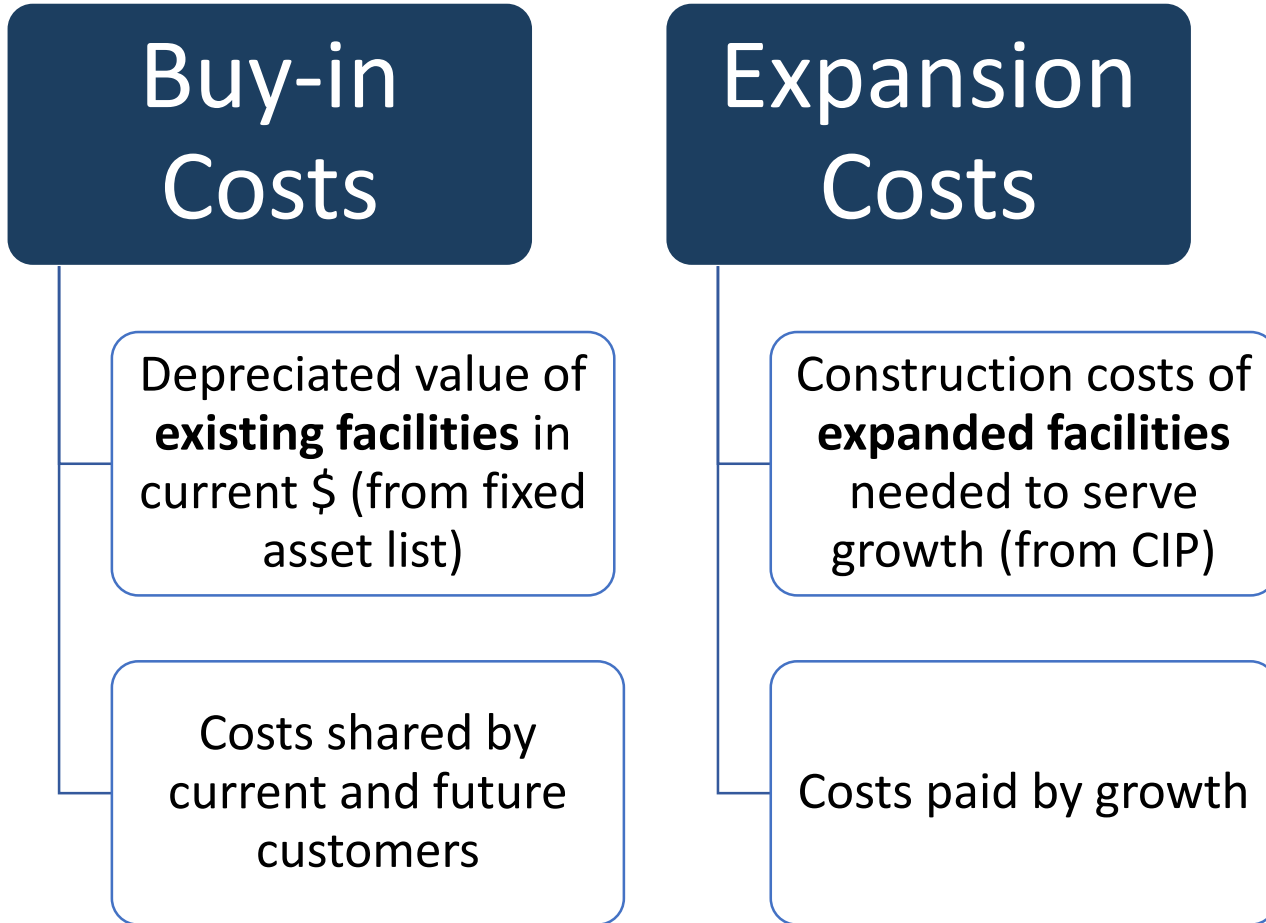 Buy-in
Costs
Depreciated value of
existing facilities in
current $ (from fixed
asset list)
Costs shared by
current and future
customers
Expansion
Costs
Construction costs of
expanded facilities
needed to serve
growth (from CIP)
Costs paid by growth